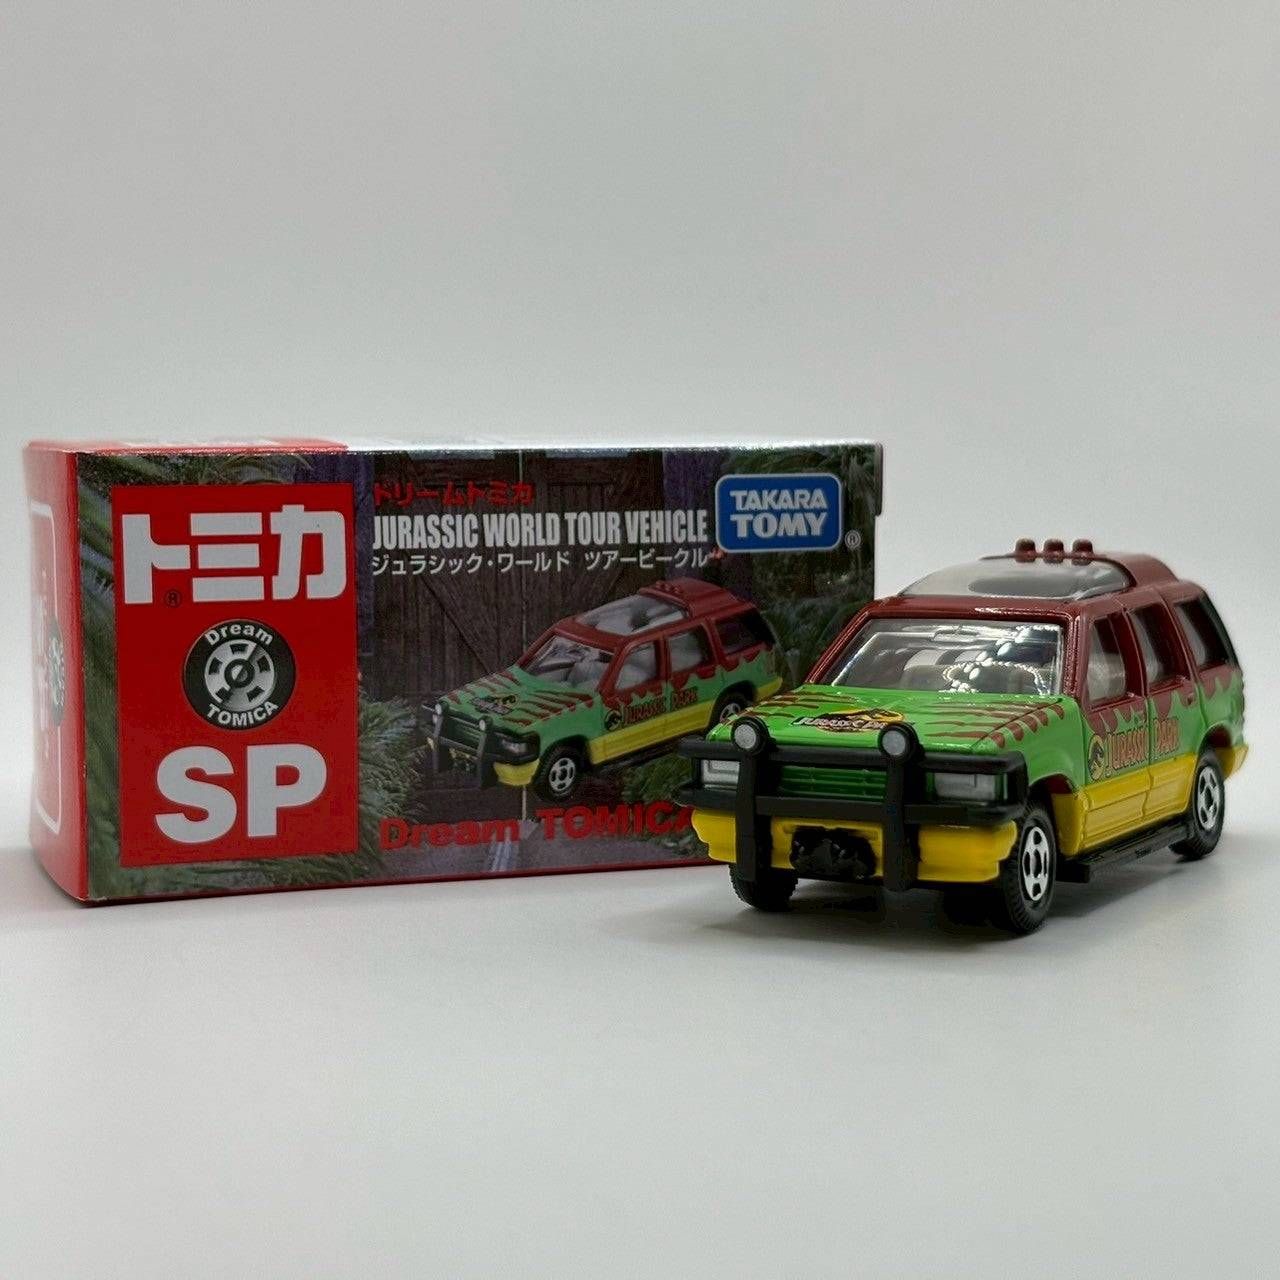 トミカ
®
Dream
TOMICA
SP
ドリームトミカ
JURASSIC WORLD TOUR VEHICLE
ジュラシック・ワールド ツアービークル
TAKARA
TOMY
®
JURASSIC PARK
Dream TOMICA
JURASSIC PARK